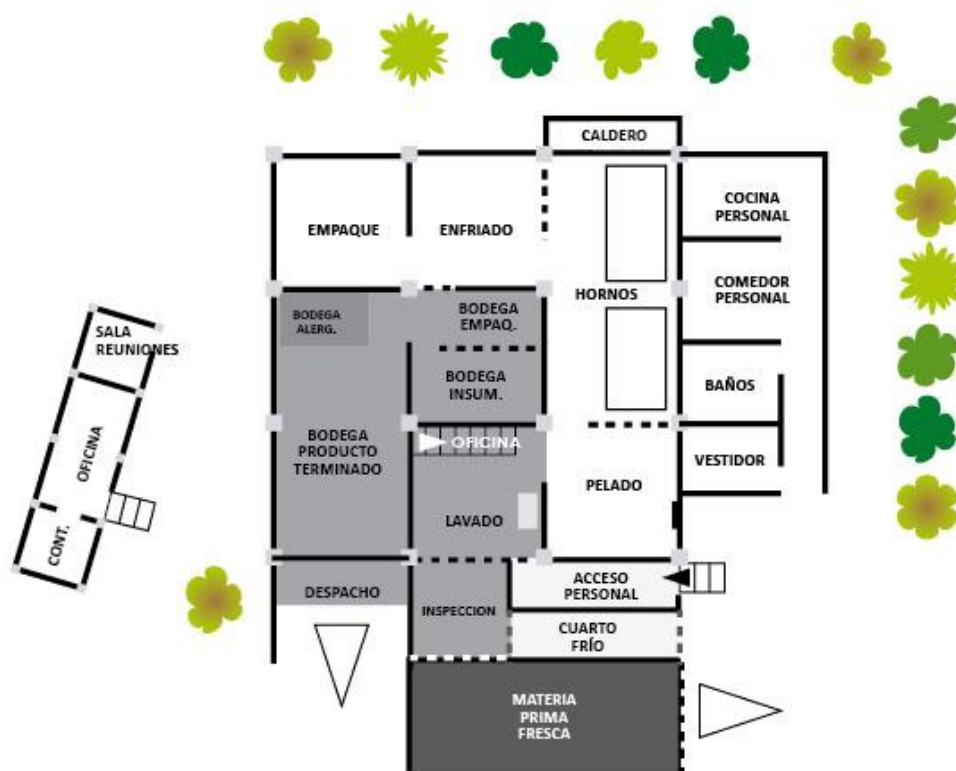 CALDERO
COCINA
PERSONAL
EMPAQUE
ENFRIADO
COMEDOR
PERSONAL
HORNOS
BODEGA
ALERG.
BODEGA
EMPAQ.
SALA
REUNIONES
BODEGA
INSUM.
BAÑOS
OFICINA
BODEGA
PRODUCTO
TERMINADO
OFICINA
VESTIDOR
PELADO
LAVADO
CONT.
DESPACHO
INSPECCION
ACCESO
PERSONAL
CUARTO
FRÍO
MATERIA
PRIMA
FRESCA